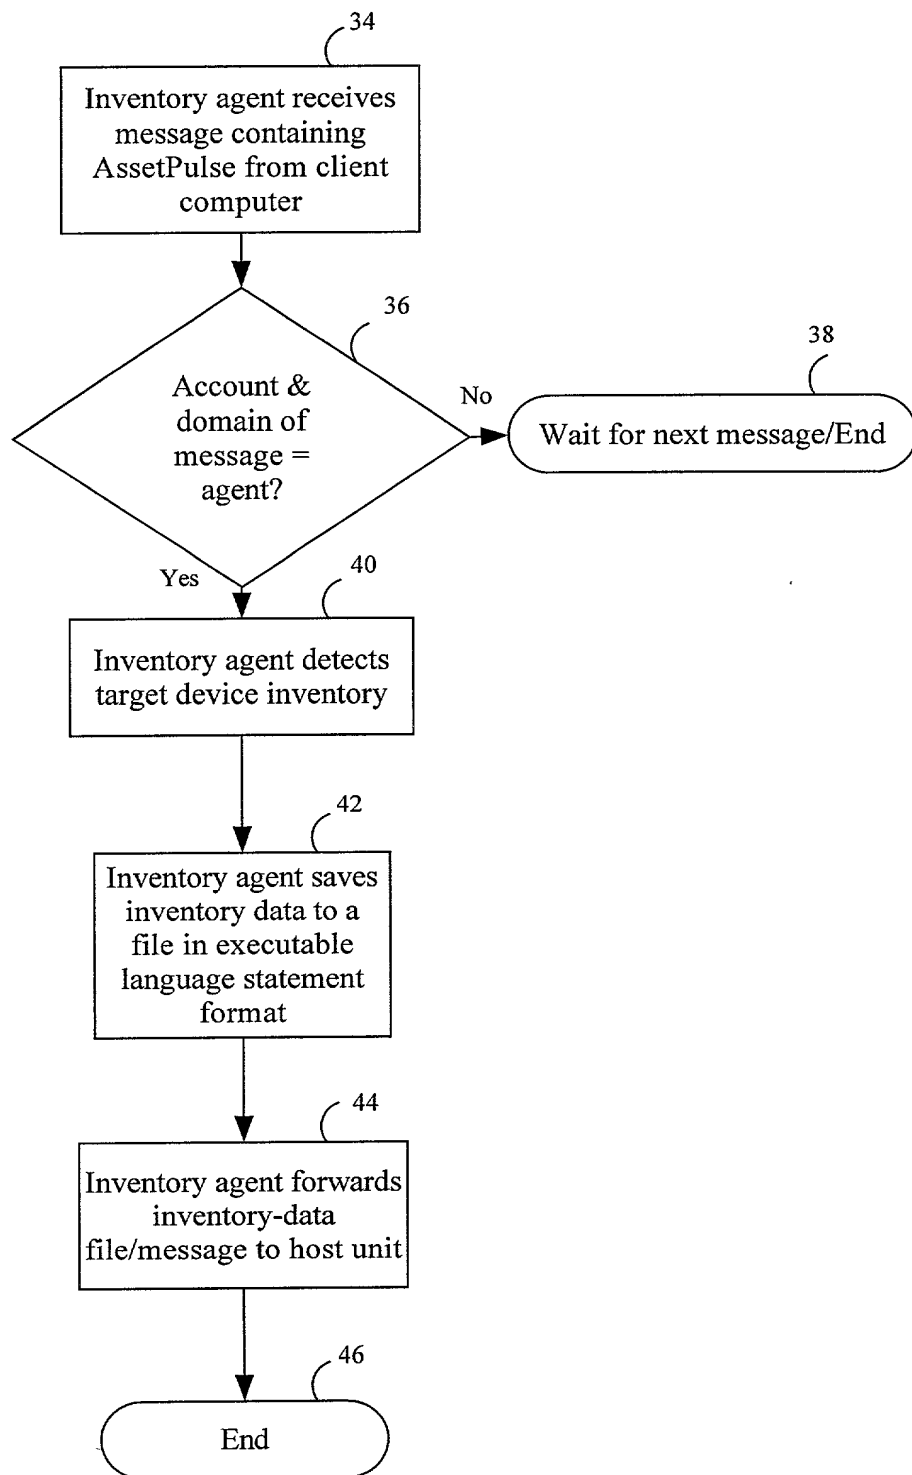 34
Inventory agent receives
message containing
AssetPulse from client
computer
36
Account &
domain of
message =
agent?
No
38
Wait for next message/End
Yes
40
Inventory agent detects
target device inventory
42
Inventory agent saves
inventory data to a
file in executable
language statement
format
44
Inventory agent forwards
inventory-data
file/message to host unit
46
End